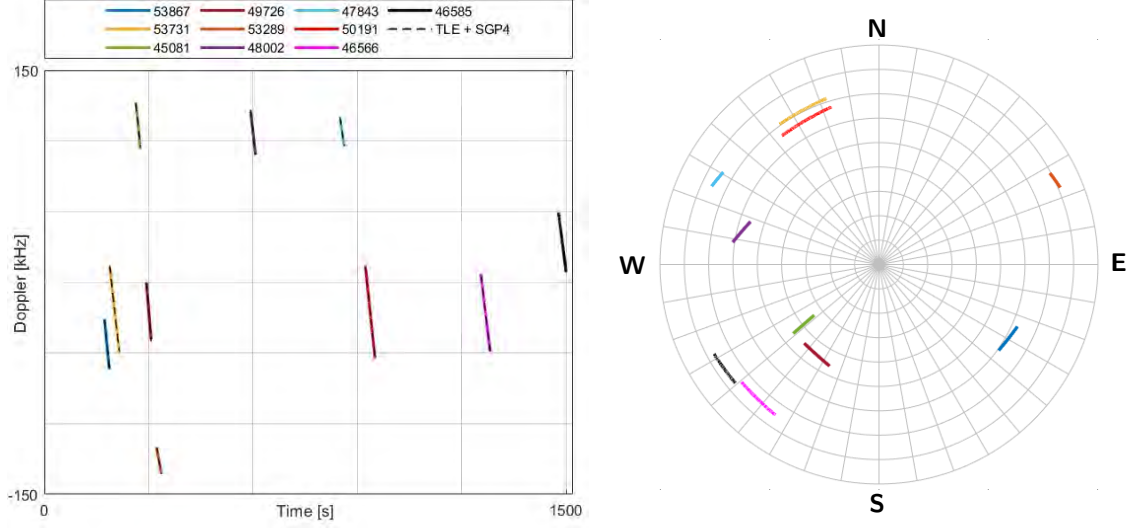 53867 49726 47843 46585
53731 53289 50191 TLE + SGP4
45081 48002 46566
150
Doppler [kHz]
-150
0
Time [s]
1500
N
W
E
S